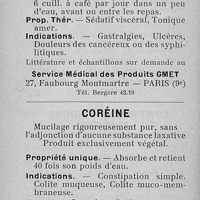 6 cuill. à café par jour dans un peu
d'eau, avant ou entre les repas.
Prop. Thér. — Sédatif viscéral, Tonique
amer.
Indications. — Gastralgies, Ulcères,
Douleurs des cancéreux ou des syphi-
litiques.
Littérature et échantillons sur demande au
Service Médical des Produits GMET
27, Faubourg Montmartre — PARIS (9e)
Tél. Bergère 43.10
CORÉINE
Mucilage rigoureusement pur, sans
l'adjonction d'aucune substance laxative
Produit exclusivement végétal.
Propriété unique. — Absorbe et retient
40 fois son poids d'eau.
Indications. — Constipation simple.
Colite muqueuse, Colite muco-mem-
braneuse.